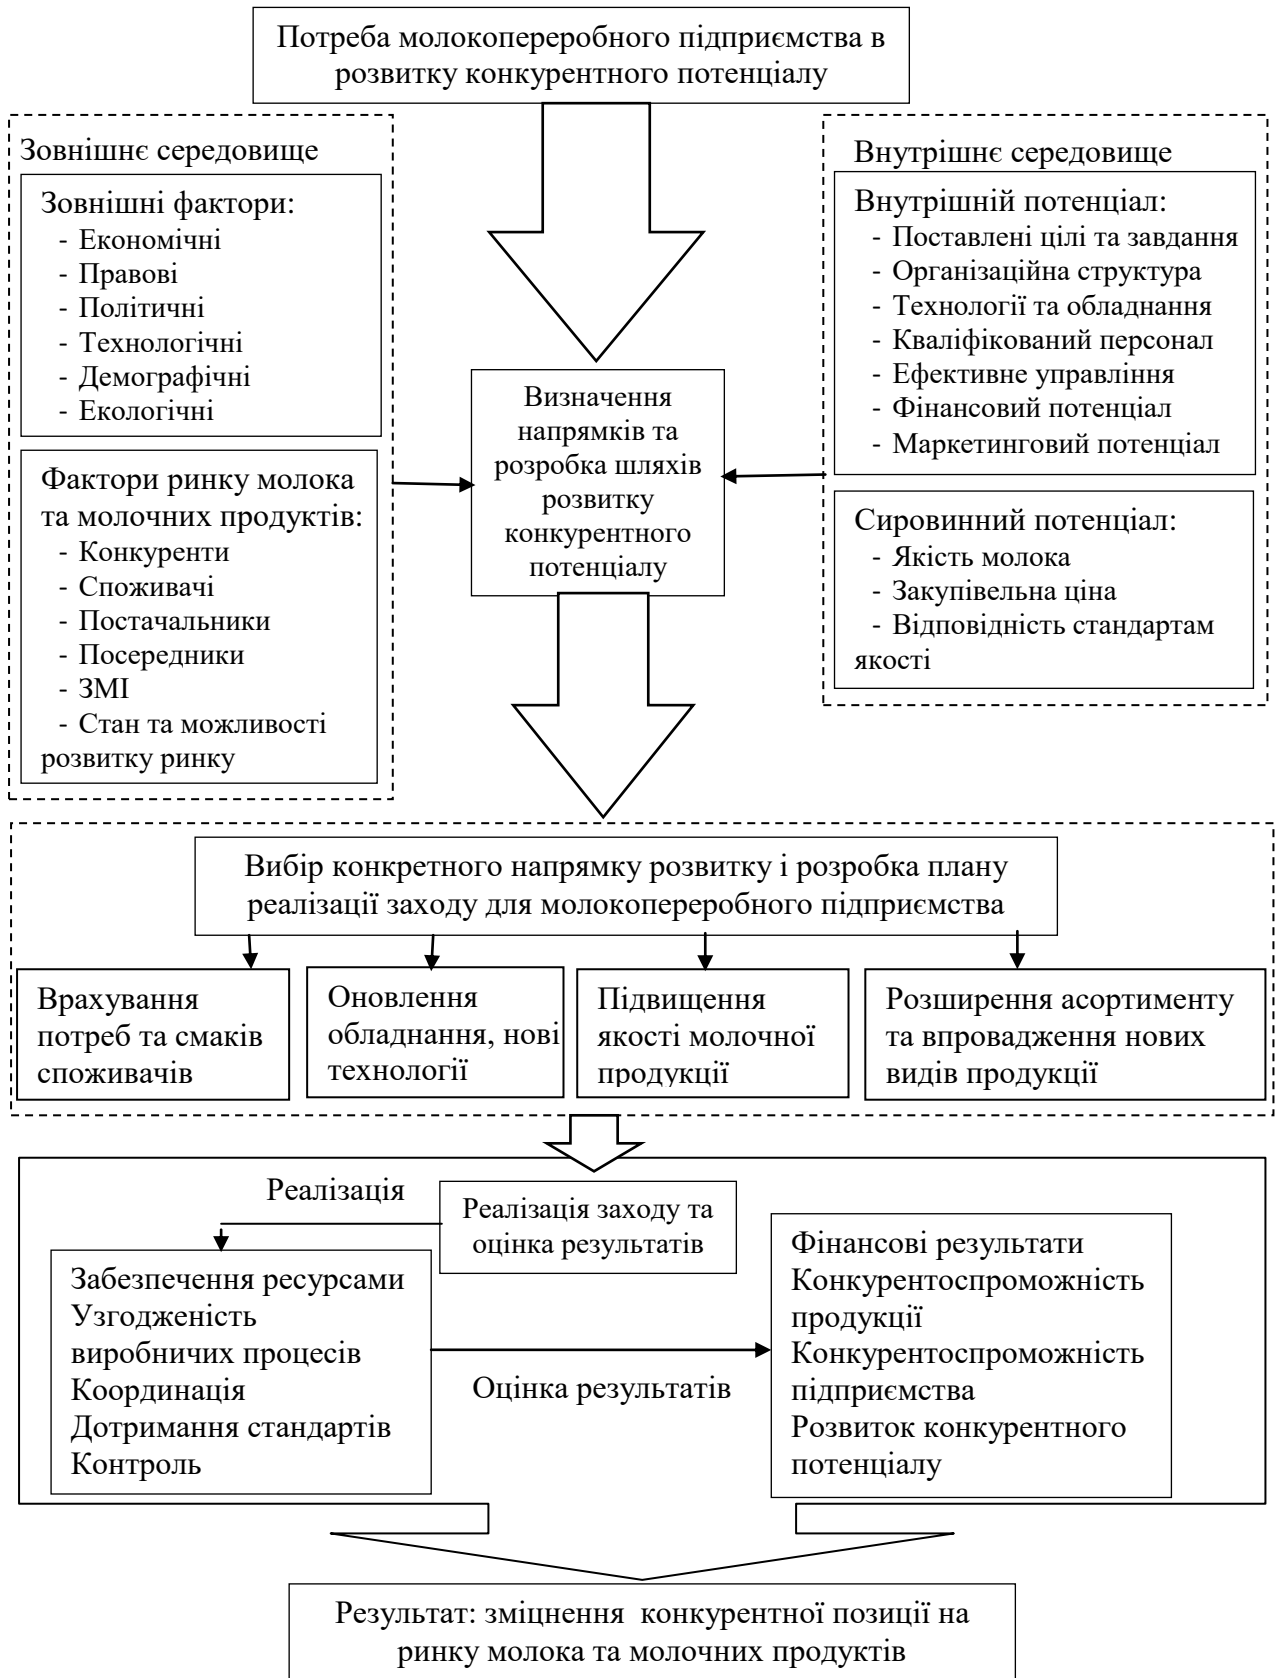 Потреба молокопереробного підприємства в
розвитку конкурентного потенціалу
Зовнішнє середовище
Зовнішні фактори:
- Економічні
- Правові
- Політичні
- Технологічні
- Демографічні
- Екологічні
Фактори ринку молока
та молочних продуктів:
- Конкуренти
- Споживачі
- Постачальники
- Посередники
- ЗМІ
- Стан та можливості
розвитку ринку
Визначення
напрямків та
розробка шляхів
розвитку
конкурентного
потенціалу
Внутрішнє середовище
Внутрішній потенціал:
- Поставлені цілі та завдання
- Організаційна структура
- Технології та обладнання
- Кваліфікований персонал
- Ефективне управління
- Фінансовий потенціал
- Маркетинговий потенціал
Сировинний потенціал:
- Якість молока
- Закупівельна ціна
- Відповідність стандартам
якості
Вибір конкретного напрямку розвитку і розробка плану
реалізації заходу для молокопереробного підприємства
Врахування
потреб та смаків
споживачів
Оновлення
обладнання, нові
технології
Підвищення
якості молочної
продукції
Розширення асортименту
та впровадження нових
видів продукції
Реалізація
Реалізація заходу та
оцінка результатів
Забезпечення ресурсами
Узгодженість
виробничих процесів
Координація
Дотримання стандартів
Контроль
Оцінка результатів
Фінансові результати
Конкурентоспроможність
продукції
Конкурентоспроможність
підприємства
Розвиток конкурентного
потенціалу
Результат: зміцнення конкурентної позиції на
ринку молока та молочних продуктів